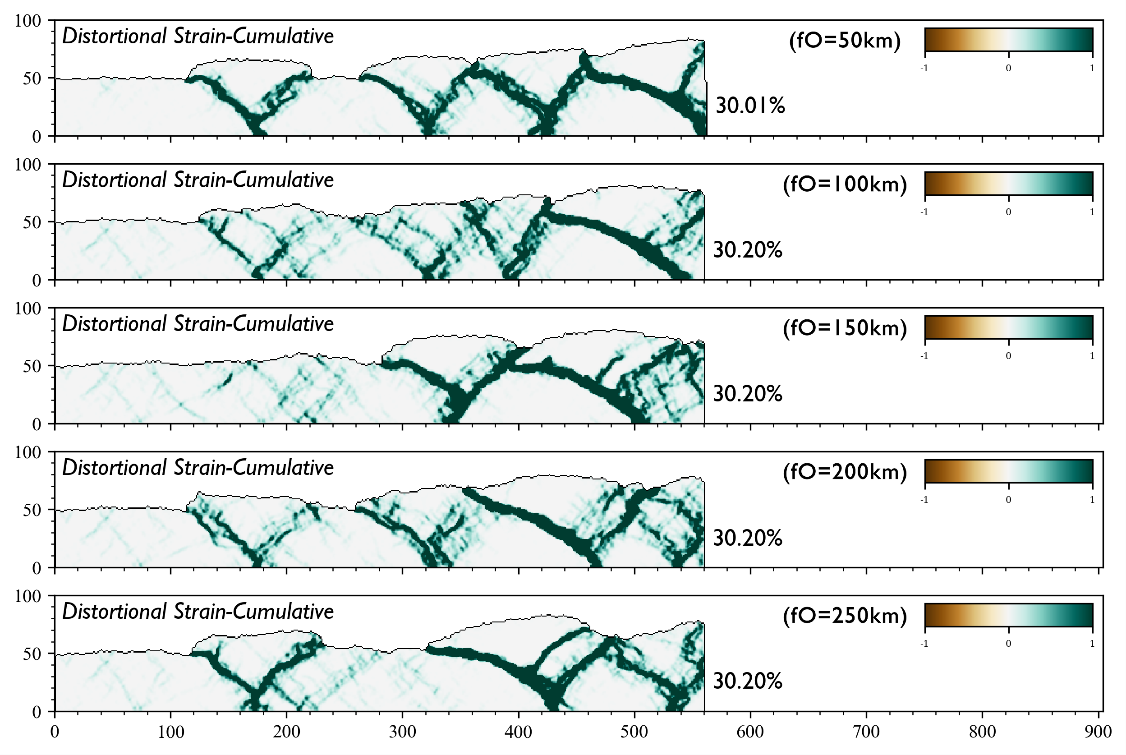 100
Distortional Strain-Cumulative
(fO=50km)
50
-1 0 1
30.01%
0
100
Distortional Strain-Cumulative
(fO=100km)
50
-1 0 1
30.20%
0
100
Distortional Strain-Cumulative
(fO=150km)
50
-1 0 1
30.20%
0
100
Distortional Strain-Cumulative
(fO=200km)
50
-1 0 1
30.20%
0
100
Distortional Strain-Cumulative
(fO=250km)
50
-1 0 1
30.20%
0
0 100 200 300 400 500 600 700 800 900